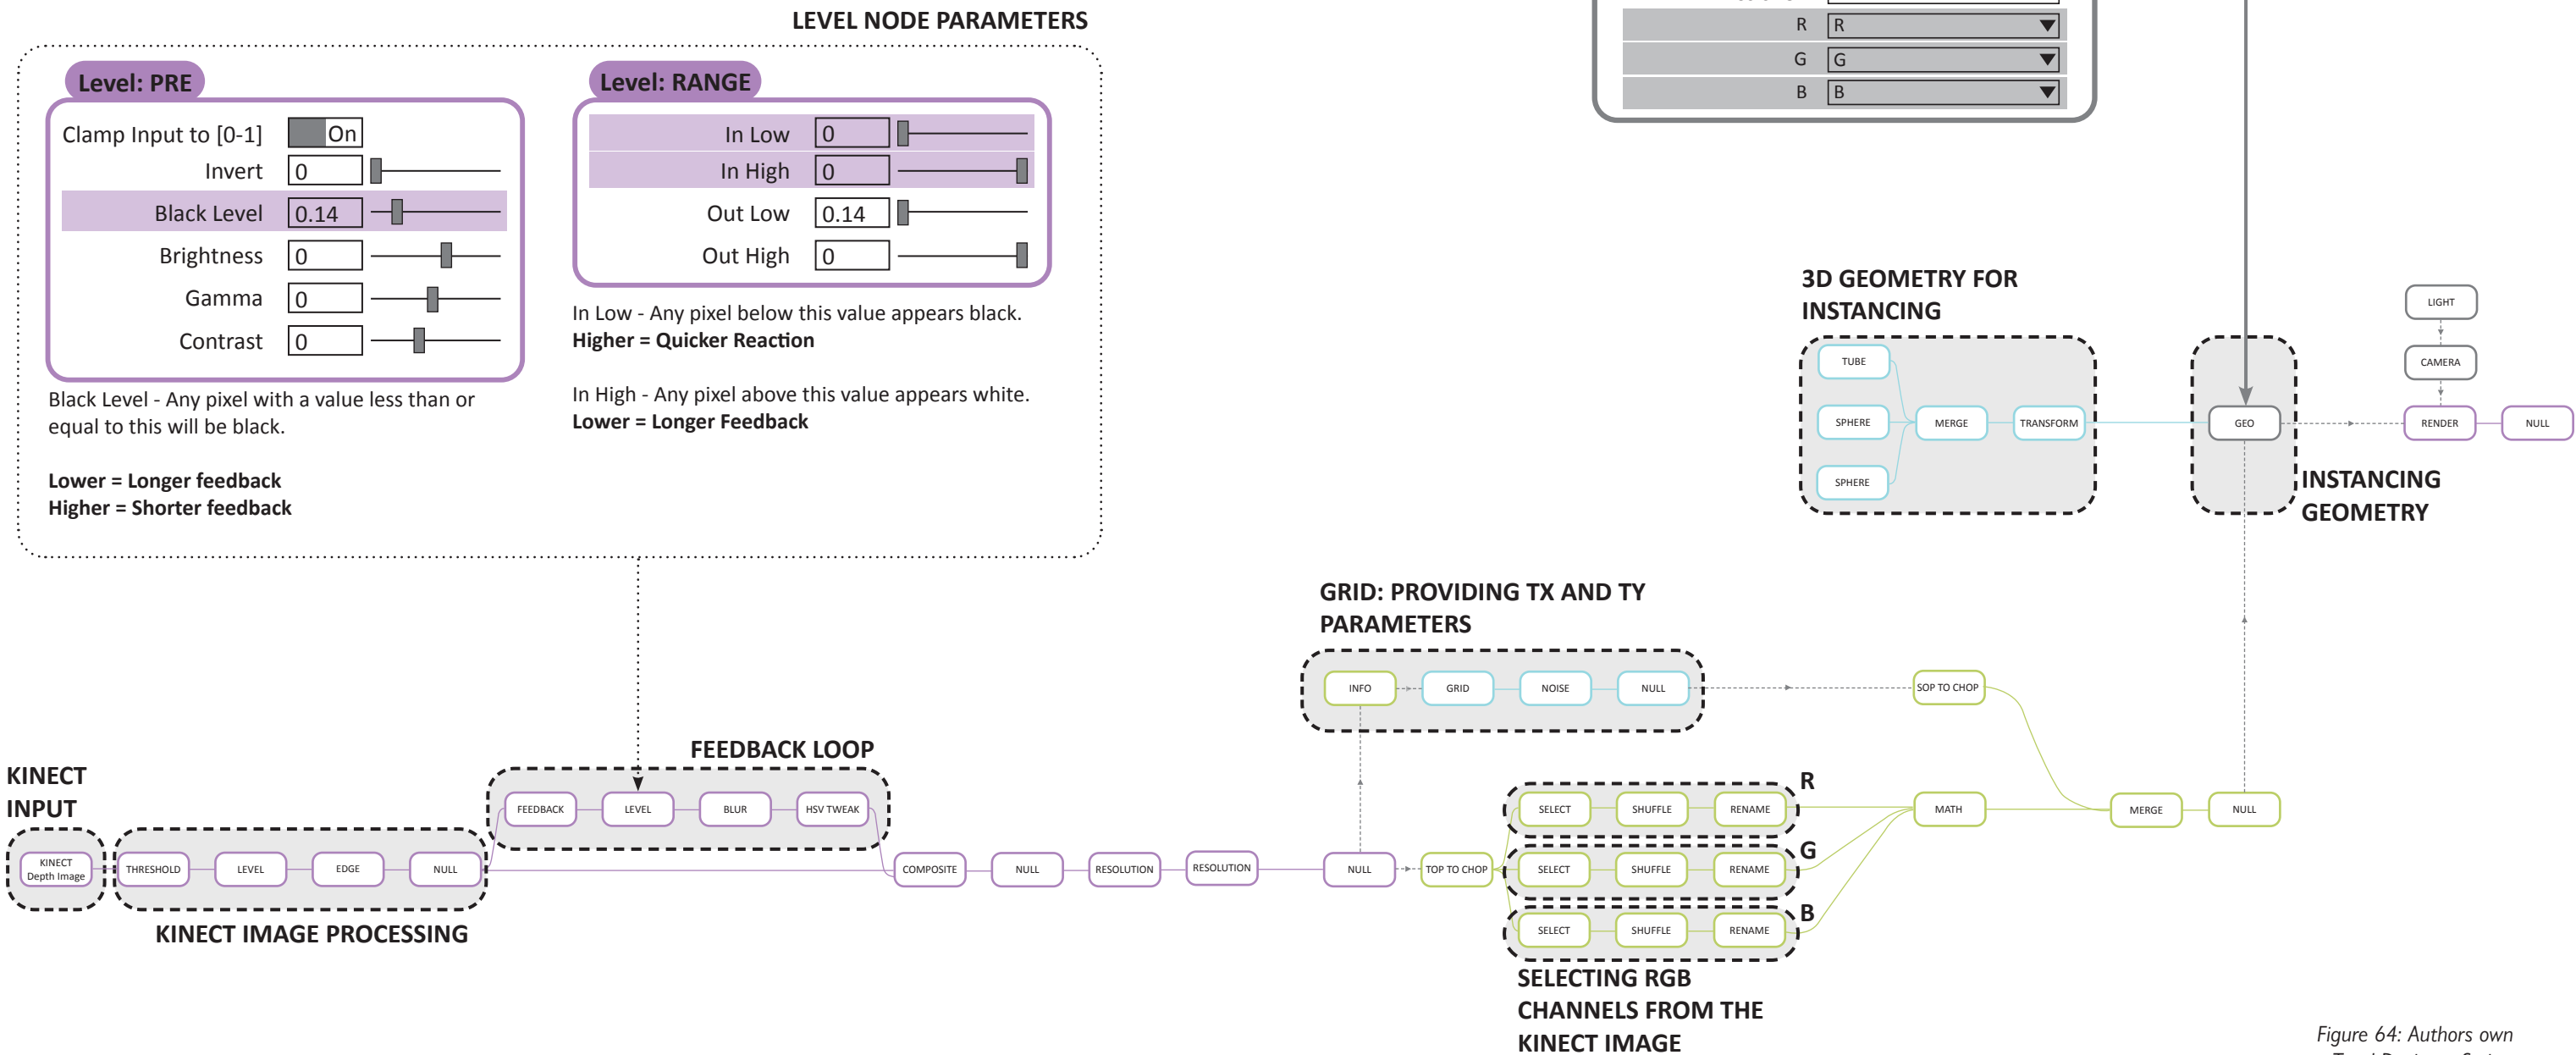 LEVEL NODE PARAMETERS
Level: PRE
Clamp Input to [0-1] On
Invert 0
Black Level 0.14
Brightness 0
Gamma 0
Contrast 0
Black Level - Any pixel with a value less than or
equal to this will be black.
Lower = Longer feedback
Higher = Shorter feedback
Level: RANGE
In Low 0
In High 0
Out Low 0.14
Out High 0
In Low - Any pixel below this value appears black.
Higher = Quicker Reaction
In High - Any pixel above this value appears white.
Lower = Longer Feedback
R R
G G
B B
3D GEOMETRY FOR
INSTANCING
TUBE
SPHERE
SPHERE
MERGE
TRANSFORM
GEO
INSTANCING
GEOMETRY
LIGHT
CAMERA
RENDER
NULL
GRID: PROVIDING TX AND TY
PARAMETERS
INFO
GRID
NOISE
NULL
SOP TO CHOP
KINECT
INPUT
KINECT
Depth Image
THRESHOLD
LEVEL
EDGE
NULL
KINECT IMAGE PROCESSING
FEEDBACK LOOP
FEEDBACK
LEVEL
BLUR
HSV TWEAK
COMPOSITE
NULL
RESOLUTION
RESOLUTION
NULL
TOP TO CHOP
SELECT
SHUFFLE
RENAME
R
SELECT
SHUFFLE
RENAME
G
SELECT
SHUFFLE
RENAME
B
SELECTING RGB
CHANNELS FROM THE
KINECT IMAGE
MATH
MERGE
NULL
Figure 64: Authors own